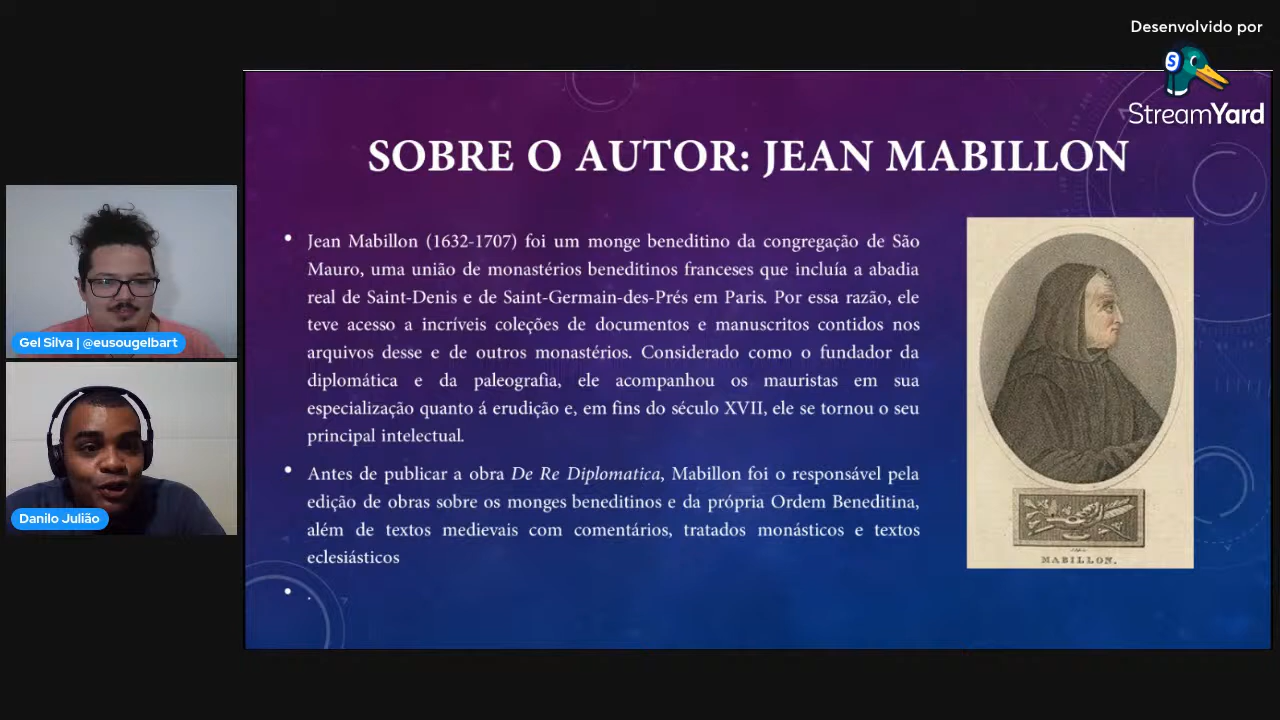 Desenvolvido por
StreamYard
SOBRE O AUTOR: JEAN MABILLON
Jean Mabillon (1632-1707) foi um monge beneditino da congregação de São
Mauro, uma união de monastérios beneditinos franceses que incluía a abadia
real de Saint-Denis e de Saint-Germain-des-Prés em Paris. Por essa razão, ele
teve acesso a incríveis coleções de documentos e manuscritos contidos nos
arquivos desse e de outros monastérios. Considerado como o fundador da
diplomática e da paleografia, ele acompanhou os mauristas em sua
especialização quanto á erudição e, em fins do século XVII, ele se tornou o seu
principal intelectual.
Antes de publicar a obra De Re Diplomatica, Mabillon foi o responsável pela
edição de obras sobre os monges beneditinos e da própria Ordem Beneditina,
além de textos medievais com comentários, tratados monásticos e textos
eclesiásticos
.
MABILLON.
Gel Silva | @eusougelbart
Danilo Julião